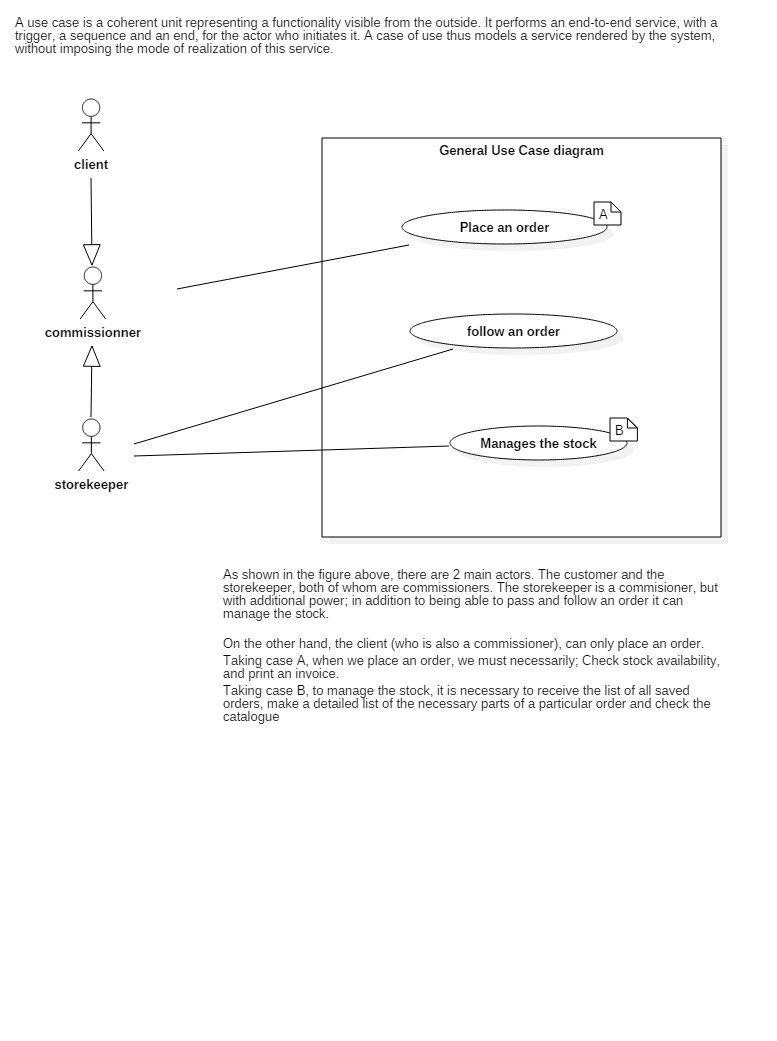 A use case is a coherent unit representing a functionality visible from the outside. It performs an end-to-end service, with a
trigger, a sequence and an end, for the actor who initiates it. A case of use thus models a service rendered by the system,
without imposing the mode of realization of this service.
client
General Use Case diagram
A
Place an order
commissionner
follow an order
B
Manages the stock
storekeeper
As shown in the figure above, there are 2 main actors. The customer and the
storekeeper, both of whom are commissioners. The storekeeper is a commisioner, but
with additional power; in addition to being able to pass and follow an order it can
manage the stock.
On the other hand, the client (who is also a commissioner), can only place an order.
Taking case A, when we place an order, we must necessarily; Check stock availability,
and print an invoice.
Taking case B, to manage the stock, it is necessary to receive the list of all saved
orders, make a detailed list of the necessary parts of a particular order and check the
catalogue